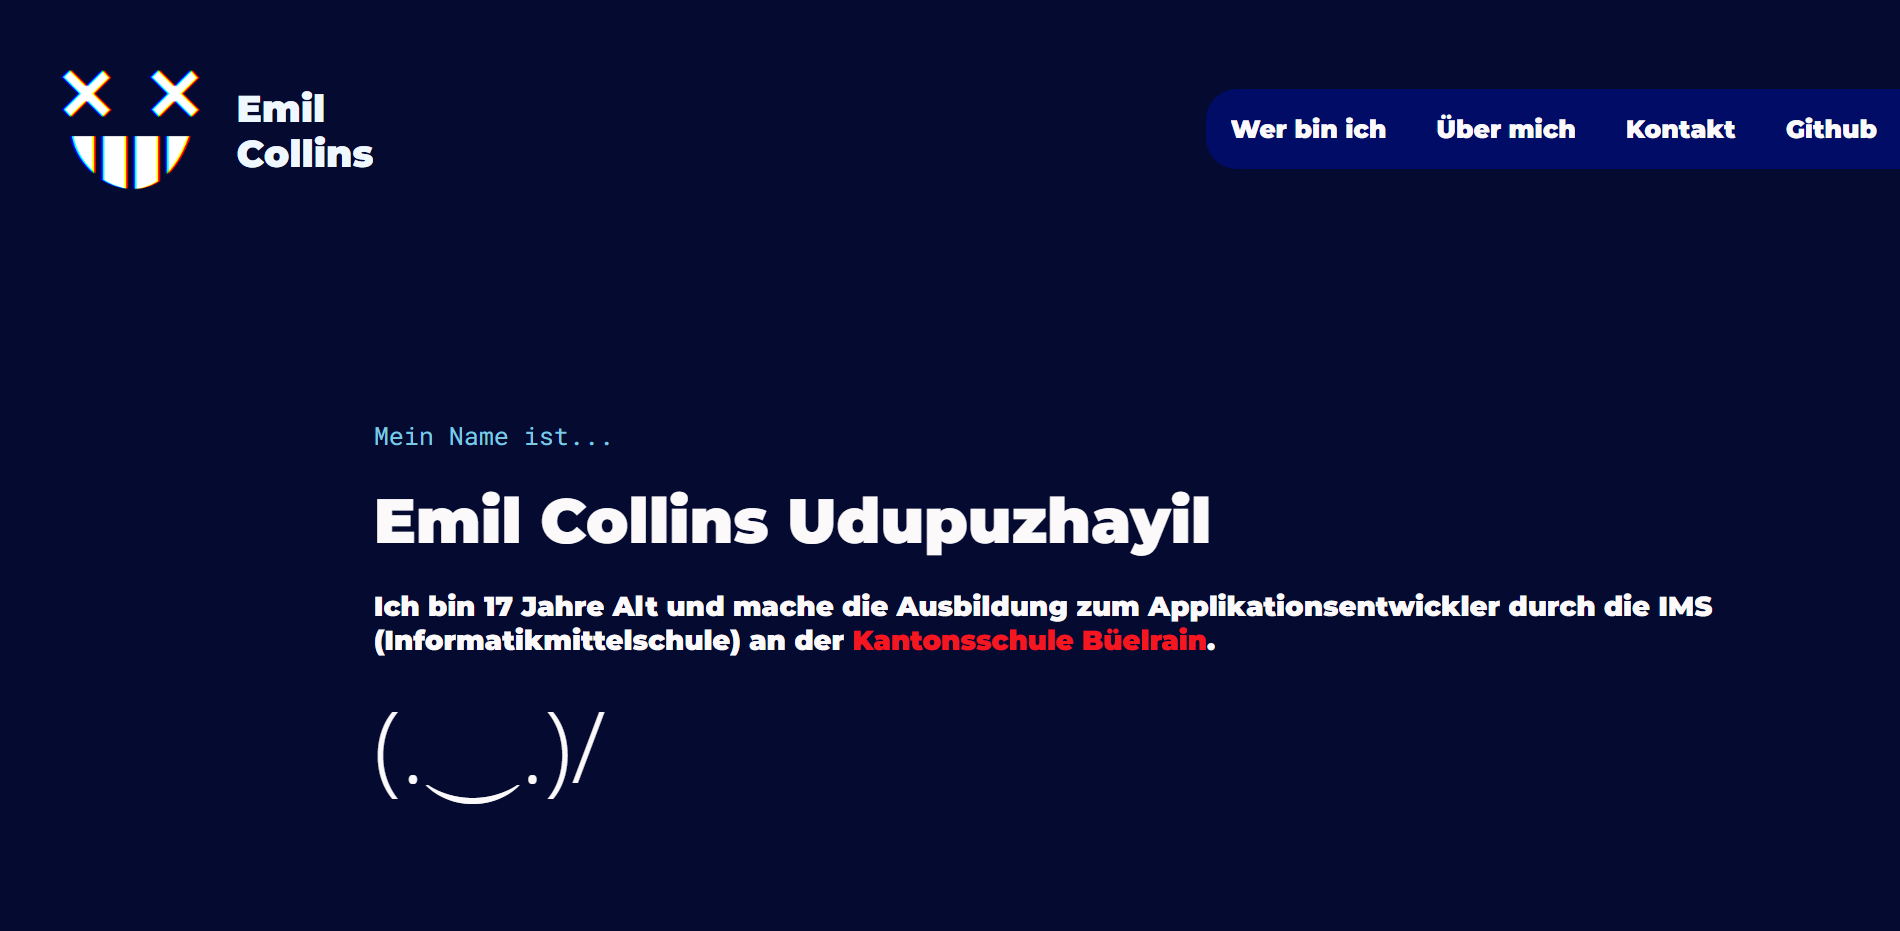 Emil
Collins
Wer bin ich Über mich Kontakt Github
Mein Name ist...
Emil Collins Udupuzhayil
Ich bin 17 Jahre Alt und mache die Ausbildung zum Applikationsentwickler durch die IMS
(Informatikmittelschule) an der Kantonsschule Büelrain.
(.‿.)/